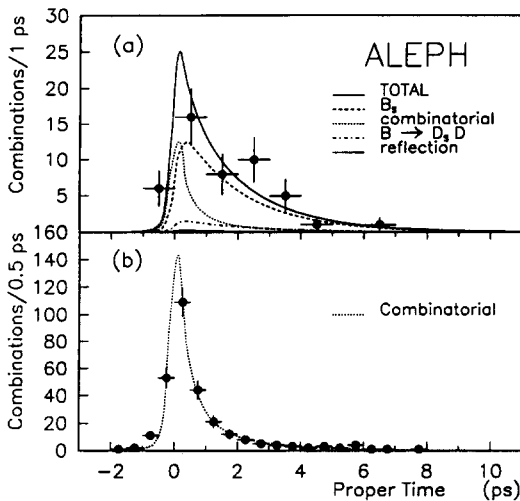 (a)
ALEPH
Combinations/1 ps
30
25
20
15
10
5
TOTAL
Bs
combinatorial
B → Ds D
reflection
160
(b)
Combinations/0.5 ps
140
120
100
80
60
40
20
0
Combinatorial
−2 0 2 4 6 8 10
Proper Time (ps)